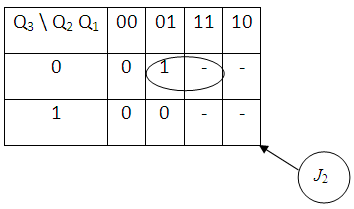 Q₃ \ Q₂ Q₁ 00 01 11 10
0 0 1 - -
1 0 0 - -
J₂